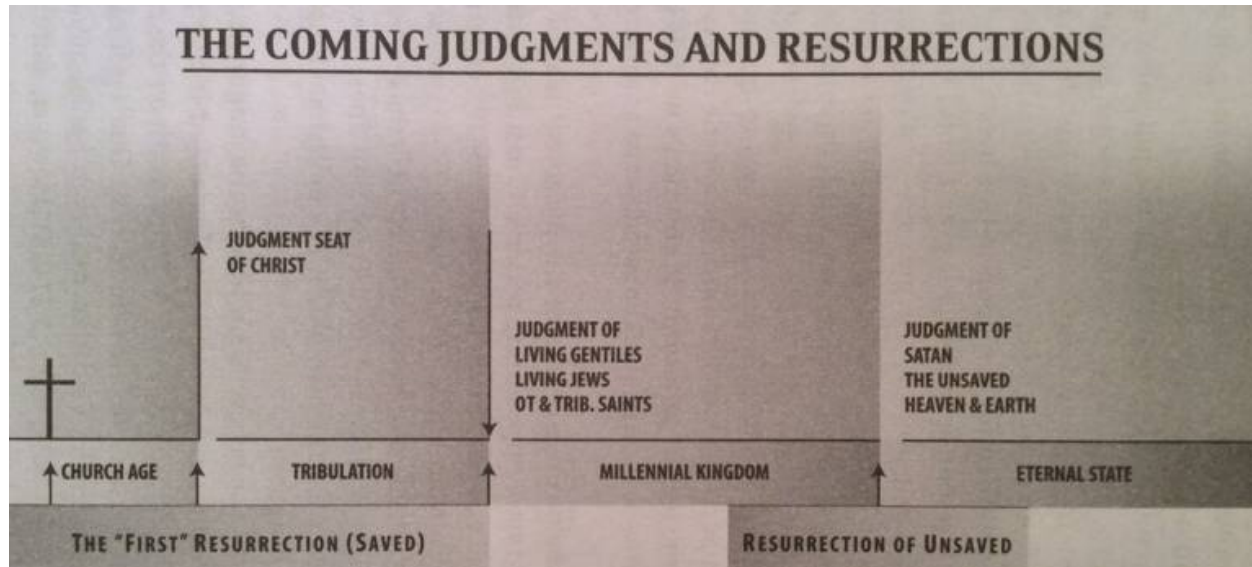 THE COMING JUDGMENTS AND RESURRECTIONS
JUDGMENT SEAT
OF CHRIST
JUDGMENT OF
LIVING GENTILES
LIVING JEWS
OT & TRIB. SAINTS
JUDGMENT OF
SATAN
THE UNSAVED
HEAVEN & EARTH
CHURCH AGE
TRIBULATION
MILLENNIAL KINGDOM
ETERNAL STATE
THE "FIRST" RESURRECTION (SAVED)
RESURRECTION OF UNSAVED